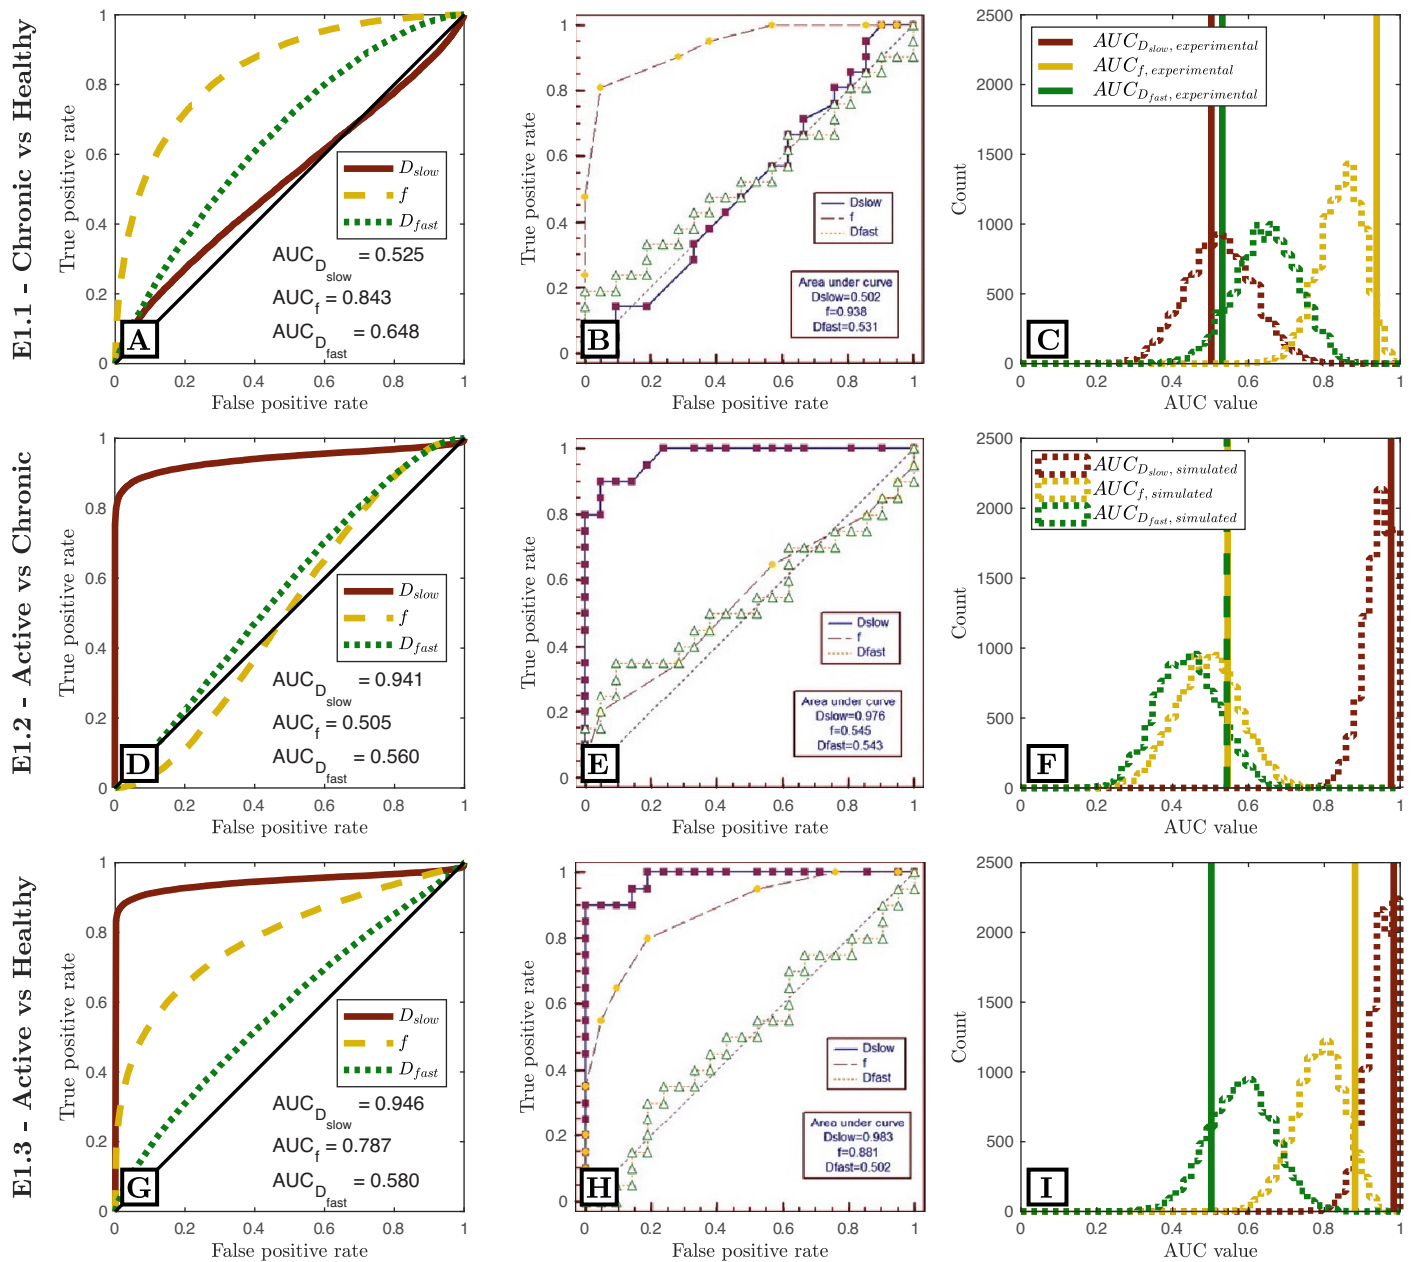 E1.1 - Chronic vs Healthy
True positive rate
1
0.8
0.6
0.4
0.2
0
0 0.2 0.4 0.6 0.8 1
False positive rate
D_slow
f
D_fast
AUC_D_slow = 0.525
AUC_f = 0.843
AUC_D_fast = 0.648
A
True positive rate
1
0.8
0.6
0.4
0.2
0
0 0.2 0.4 0.6 0.8 1
False positive rate
Dslow
f
Dfast
Area under curve
Dslow=0.502
f=0.938
Dfast=0.531
B
Count
2500
2000
1500
1000
500
0
0 0.2 0.4 0.6 0.8 1
AUC value
AUC_D_slow, experimental
AUC_f, experimental
AUC_D_fast, experimental
C
E1.2 - Active vs Chronic
True positive rate
1
0.8
0.6
0.4
0.2
0
0 0.2 0.4 0.6 0.8 1
False positive rate
D_slow
f
D_fast
AUC_D_slow = 0.941
AUC_f = 0.505
AUC_D_fast = 0.560
D
True positive rate
1
0.8
0.6
0.4
0.2
0
0 0.2 0.4 0.6 0.8 1
False positive rate
Dslow
f
Dfast
Area under curve
Dslow=0.976
f=0.545
Dfast=0.543
E
Count
2500
2000
1500
1000
500
0
0 0.2 0.4 0.6 0.8 1
AUC value
AUC_D_slow, simulated
AUC_f, simulated
AUC_D_fast, simulated
F
E1.3 - Active vs Healthy
True positive rate
1
0.8
0.6
0.4
0.2
0
0 0.2 0.4 0.6 0.8 1
False positive rate
D_slow
f
D_fast
AUC_D_slow = 0.946
AUC_f = 0.787
AUC_D_fast = 0.580
G
True positive rate
1
0.8
0.6
0.4
0.2
0
0 0.2 0.4 0.6 0.8 1
False positive rate
Dslow
f
Dfast
Area under curve
Dslow=0.983
f=0.881
Dfast=0.502
H
Count
2500
2000
1500
1000
500
0
0 0.2 0.4 0.6 0.8 1
AUC value
I